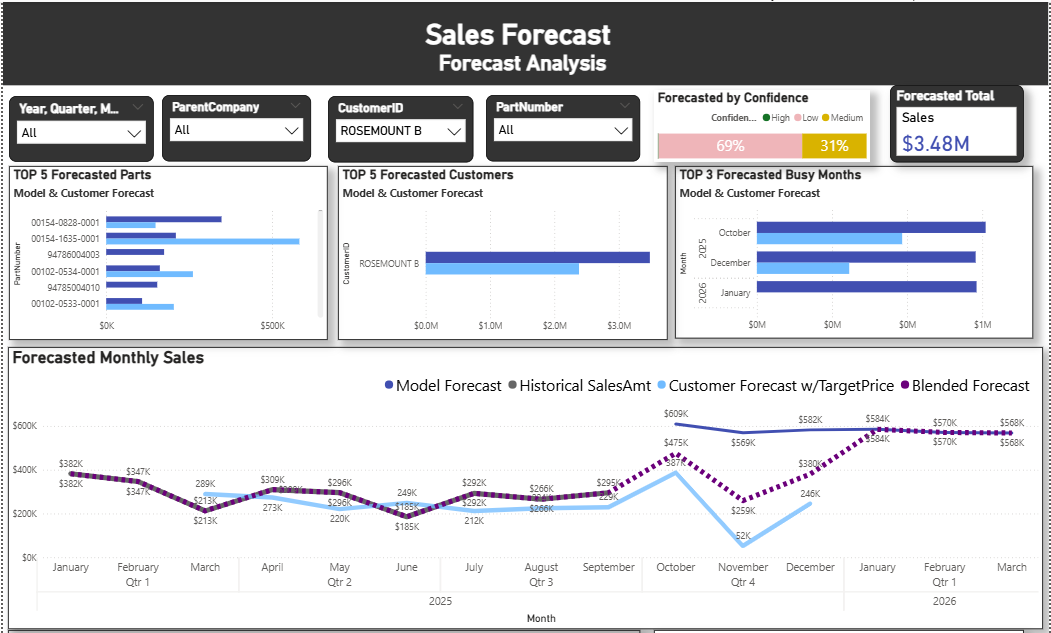 Sales Forecast
Forecast Analysis
Year, Quarter, M...
All
ParentCompany
All
CustomerID
ROSEMOUNT B
PartNumber
All
Forecasted by Confidence
Confiden... High Low Medium
69% 31%
Forecasted Total
Sales
$3.48M
TOP 5 Forecasted Parts
Model & Customer Forecast
PartNumber
00154-0828-0001
00154-1635-0001
94786004003
00102-0534-0001
94785004010
00102-0533-0001
$0K $500K
TOP 5 Forecasted Customers
Model & Customer Forecast
CustomerID
ROSEMOUNT B
$0.0M $1.0M $2.0M $3.0M
TOP 3 Forecasted Busy Months
Model & Customer Forecast
Month
2025
October
December
2026
January
$0M $0M $0M $1M
Forecasted Monthly Sales
Model Forecast Historical SalesAmt Customer Forecast w/TargetPrice Blended Forecast
$600K
$400K
$200K
$0K
$382K
$382K
$347K
$347K
289K
$213K
$213K
$309K
273K
$296K
$296K
220K
249K
$185K
$185K
$292K
$292K
212K
$266K
$266K
$295K
229K
$609K
$475K
387K
$569K
$259K
52K
$582K
$380K
246K
$584K
$584K
$570K
$570K
$568K
$568K
January February March April May June July August September October November December January February March
Qtr 1 Qtr 2 Qtr 3 Qtr 4 Qtr 1
2025 2026
Month